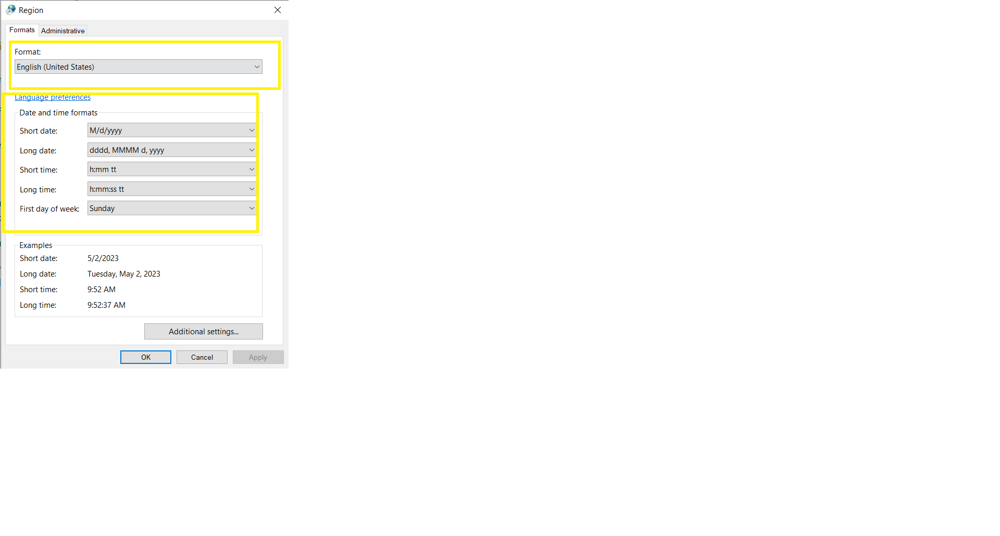 Region
Formats Administrative
Format:
English (United States)
Language preferences
Date and time formats
Short date: M/d/yyyy
Long date: dddd, MMMM d, yyyy
Short time: h:mm tt
Long time: h:mm:ss tt
First day of week: Sunday
Examples
Short date: 5/2/2023
Long date: Tuesday, May 2, 2023
Short time: 9:52 AM
Long time: 9:52:37 AM
Additional settings...
OK Cancel Apply